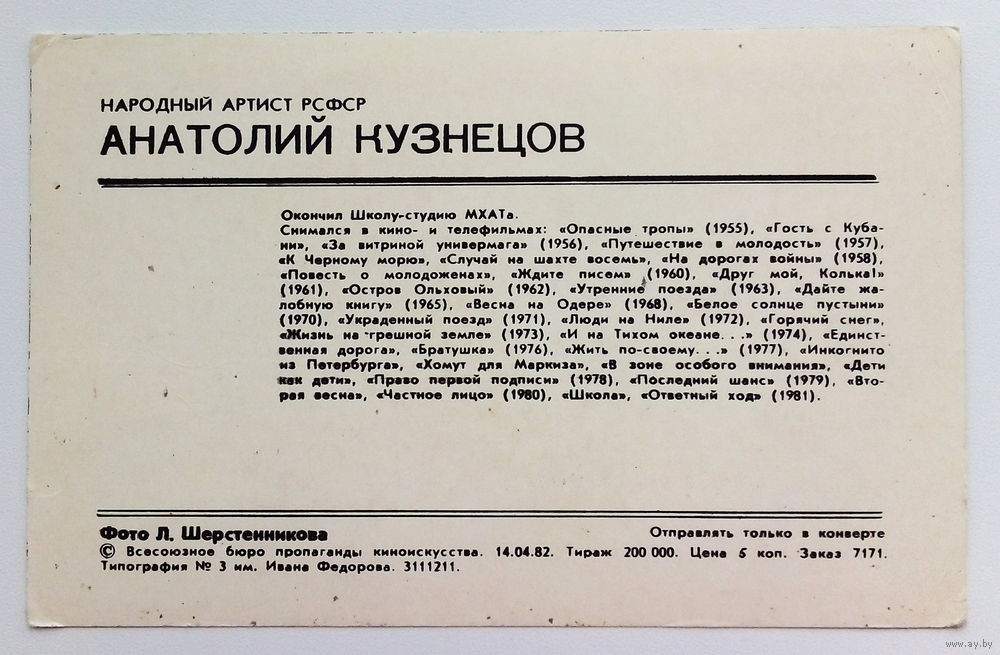 НАРОДНЫЙ АРТИСТ РСФСР
АНАТОЛИЙ КУЗНЕЦОВ
Окончил Школу-студию МХАТа.
Снимался в кино- и телефильмах: «Опасные тропы» (1955), «Гость с Куба-
ни», «За витриной универмага» (1956), «Путешествие в молодость» (1957),
«К Черному морю», «Случай на шахте восемь», «На дорогах войны» (1958),
«Повесть о молодоженах», «Ждите писем» (1960), «Друг мой, Колька!»
(1961), «Остров Ольховый» (1962), «Утренние поезда» (1963), «Дайте жа-
лобную книгу» (1965), «Весна на Одере» (1968), «Белое солнце пустыни»
(1970), «Украденный поезд» (1971), «Люди на Ниле» (1972), «Горячий снег»,
«Жизнь на грешной земле» (1973), «И на Тихом океане. . .» (1974), «Единст-
венная дорога», «Братушка» (1976), «Жить по-своему. . .» (1977), «Инкогнито
из Петербурга», «Хомут для Маркиза», «В зоне особого внимания», «Дети
как дети», «Право первой подписи» (1978), «Последний шанс» (1979), «Вто-
рая весна», «Частное лицо» (1980), «Школа», «Ответный ход» (1981).
Фото Л. Шерстенникова
Отправлять только в конверте
© Всесоюзное бюро пропаганды киноискусства. 14.04.82. Тираж 200 000. Цена 5 коп. Заказ 7171.
Типография № 3 им. Ивана Федорова. 3111211.
www.ay.by